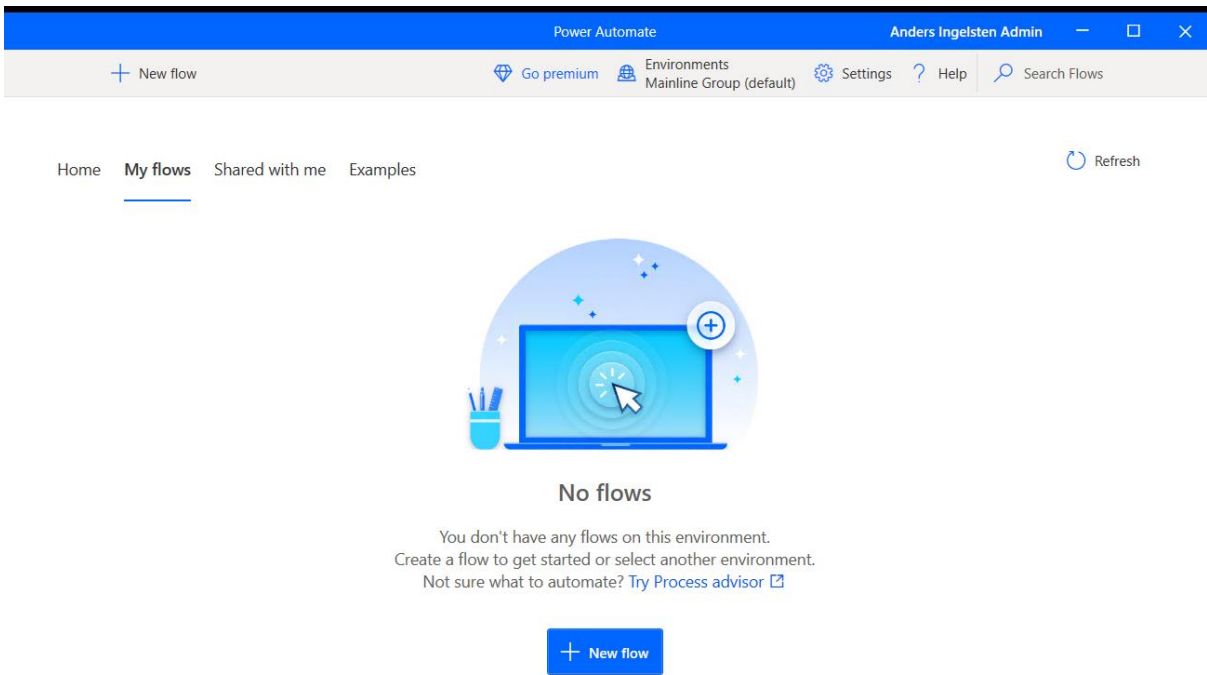 Power Automate
Anders Ingelsten Admin
New flow
Go premium
Environments
Mainline Group (default)
Settings
Help
Search Flows
Home
My flows
Shared with me
Examples
Refresh
No flows
You don't have any flows on this environment.
Create a flow to get started or select another environment.
Not sure what to automate? Try Process advisor
New flow